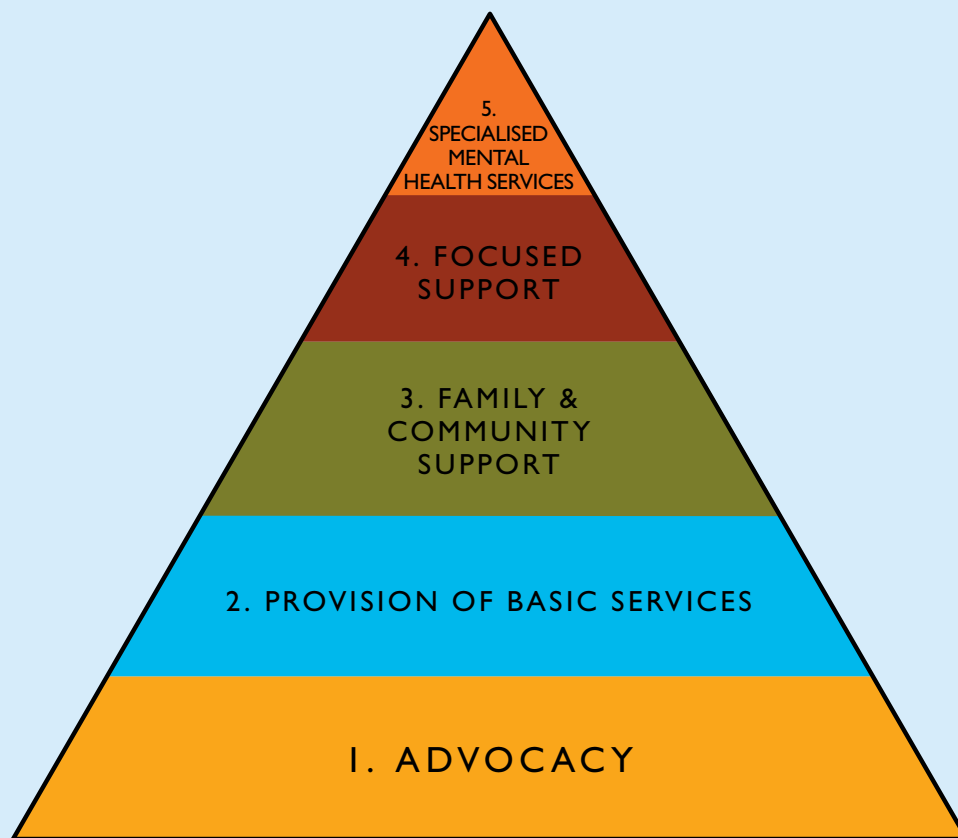 5.
SPECIALISED
MENTAL
HEALTH SERVICES
4. FOCUSED
SUPPORT
3. FAMILY &
COMMUNITY
SUPPORT
2. PROVISION OF BASIC SERVICES
1. ADVOCACY